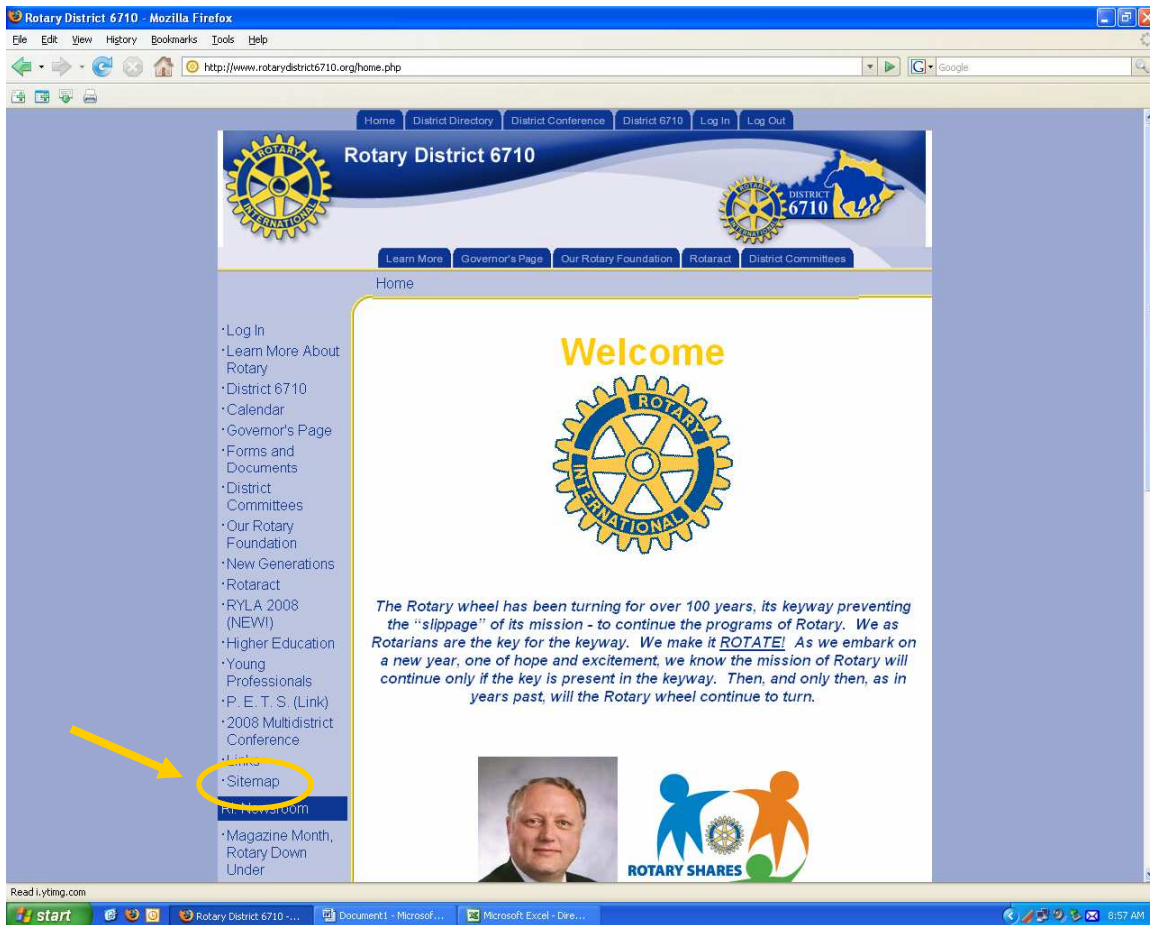 Rotary District 6710 - Mozilla Firefox
File Edit View History Bookmarks Tools Help
http://www.rotarydistrict6710.org/home.php
G Google
Home District Directory District Conference District 6710 Log In Log Out
ROTARY INTERNATIONAL
Rotary District 6710
ROTARY INTERNATIONAL
DISTRICT
6710
Learn More Governor's Page Our Rotary Foundation Rotaract District Committees
Home
·Log In
·Learn More About
Rotary
·District 6710
·Calendar
·Governor's Page
·Forms and
Documents
·District
Committees
·Our Rotary
Foundation
·New Generations
·Rotaract
·RYLA 2008
(NEW!)
·Higher Education
·Young
Professionals
·P. E. T. S. (Link)
·2008 Multidistrict
Conference
·Links
·Sitemap
RI Newsroom
·Magazine Month,
Rotary Down
Under
Welcome
ROTARY INTERNATIONAL
The Rotary wheel has been turning for over 100 years, its keyway preventing
the “slippage” of its mission - to continue the programs of Rotary. We as
Rotarians are the key for the keyway. We make it ROTATE! As we embark on
a new year, one of hope and excitement, we know the mission of Rotary will
continue only if the key is present in the keyway. Then, and only then, as in
years past, will the Rotary wheel continue to turn.
ROTARY SHARES
Read i.ytimg.com
start Rotary District 6710 -... Document1 - Microsof... Microsoft Excel - Dire... 8:57 AM